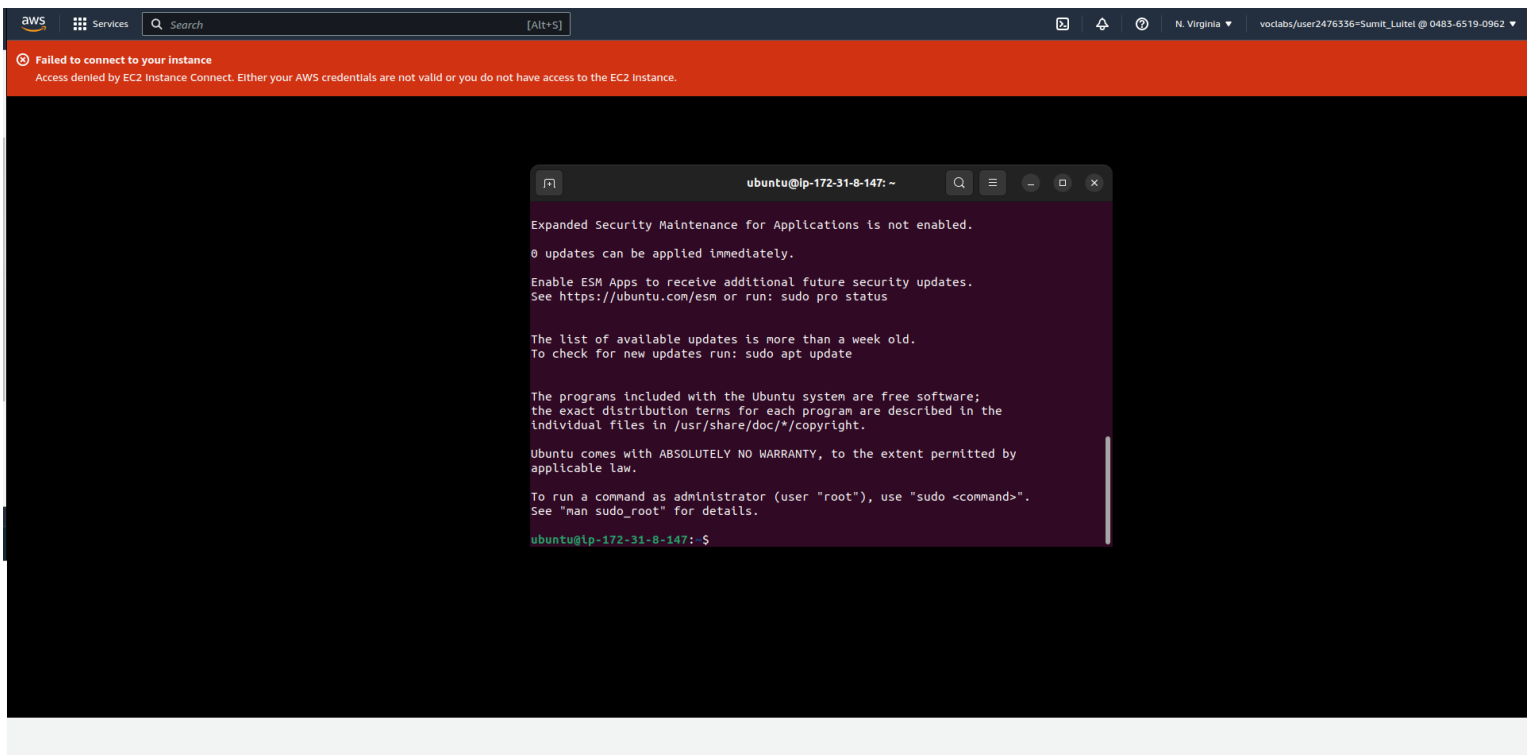 aws Services Search [Alt+S] N. Virginia ▼ voclabs/user2476336=Sumit_Luitel @ 0483-6519-0962 ▼
Failed to connect to your instance
Access denied by EC2 Instance Connect. Either your AWS credentials are not valid or you do not have access to the EC2 instance.
ubuntu@ip-172-31-8-147: ~
Expanded Security Maintenance for Applications is not enabled.
0 updates can be applied immediately.
Enable ESM Apps to receive additional future security updates.
See https://ubuntu.com/esm or run: sudo pro status
The list of available updates is more than a week old.
To check for new updates run: sudo apt update
The programs included with the Ubuntu system are free software;
the exact distribution terms for each program are described in the
individual files in /usr/share/doc/*/copyright.
Ubuntu comes with ABSOLUTELY NO WARRANTY, to the extent permitted by
applicable law.
To run a command as administrator (user "root"), use "sudo <command>".
See "man sudo_root" for details.
ubuntu@ip-172-31-8-147:~$